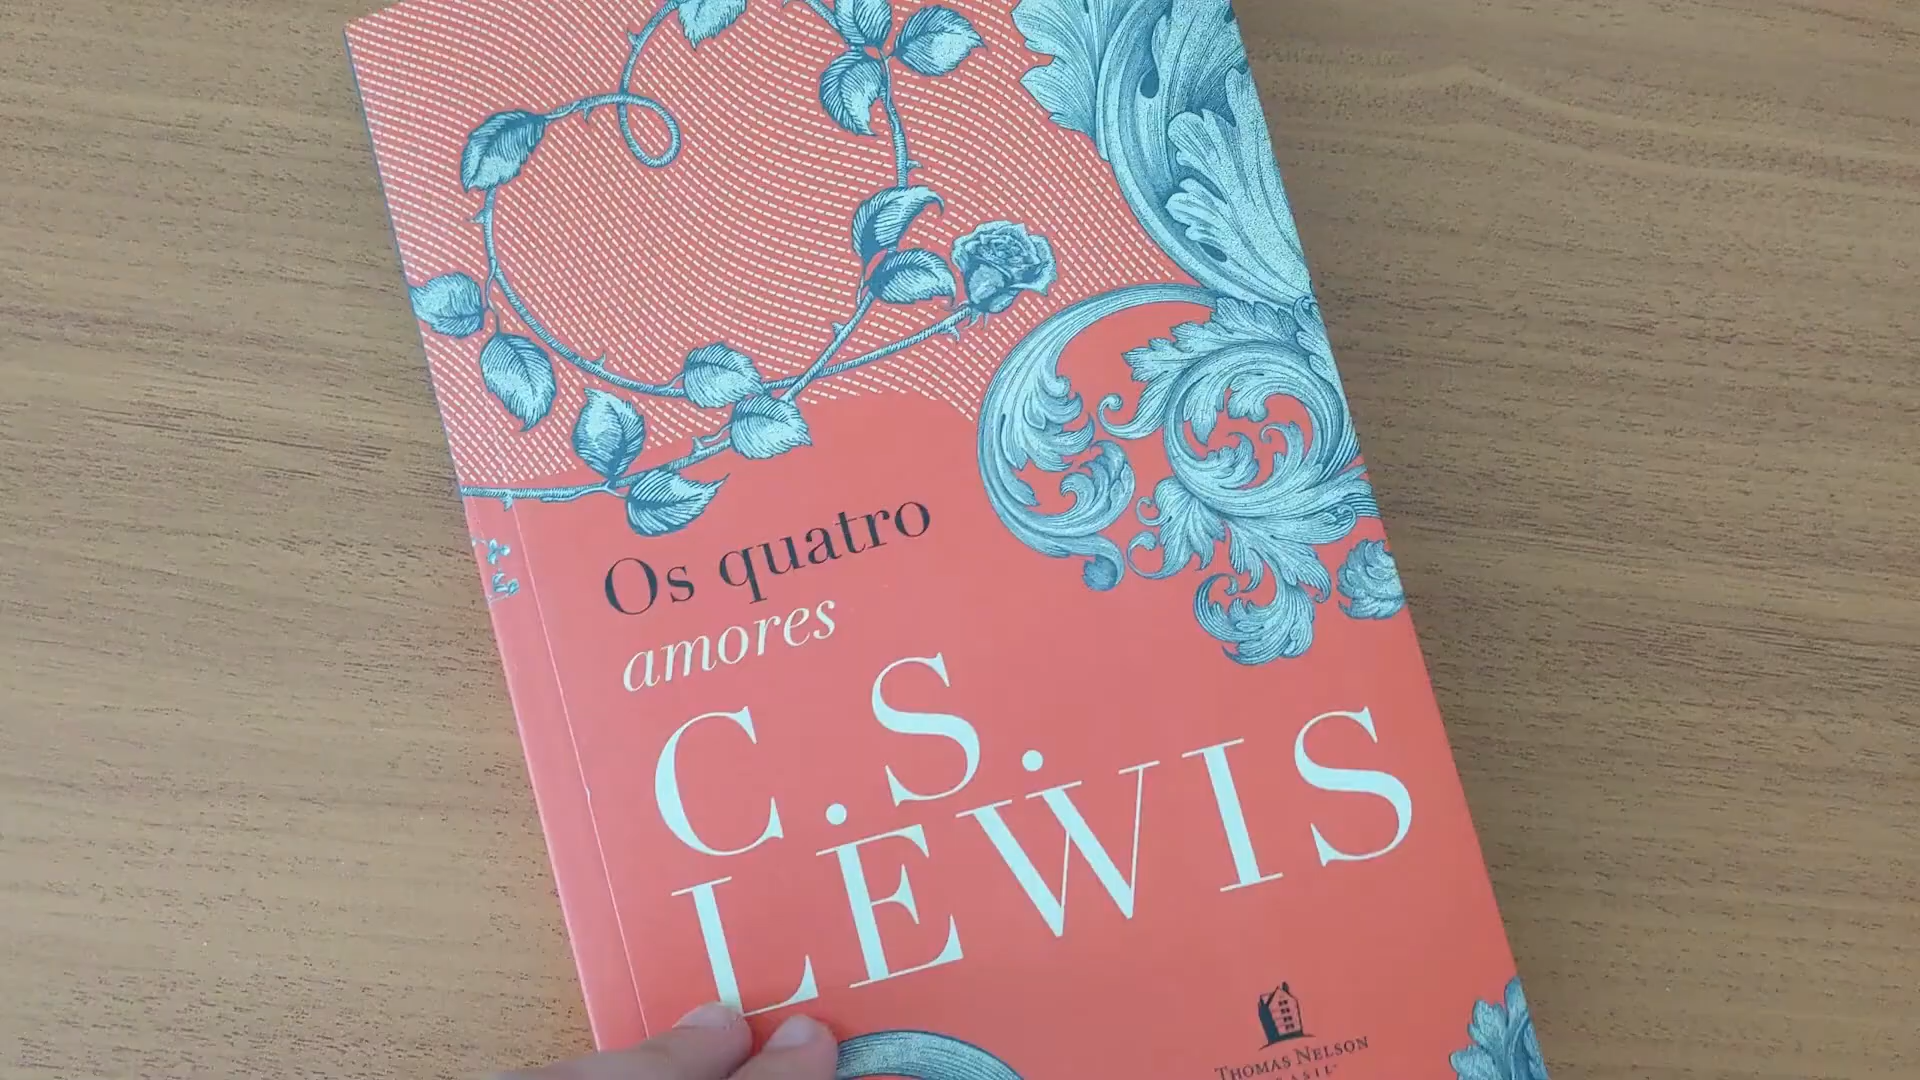 Os quatro
amores
C. S.
LEWIS
THOMAS NELSON